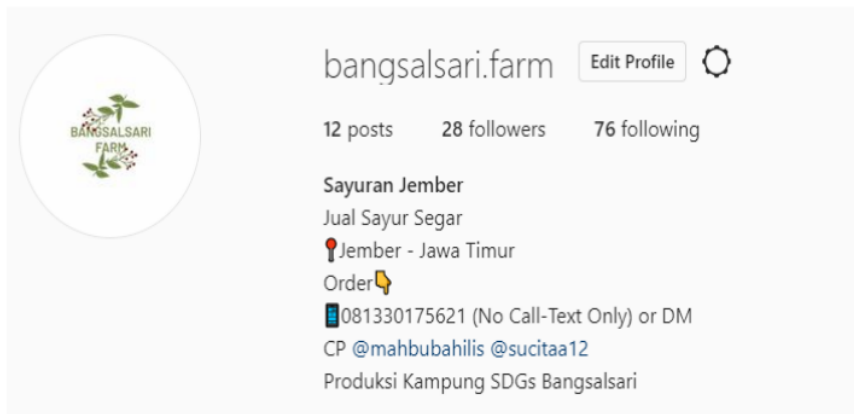 BANGSALSARI
FARM
bangsalsari.farm Edit Profile
12 posts 28 followers 76 following
Sayuran Jember
Jual Sayur Segar
📍Jember - Jawa Timur
Order👇
📱081330175621 (No Call-Text Only) or DM
CP @mahbubahilis @sucitaa12
Produksi Kampung SDGs Bangsalsari